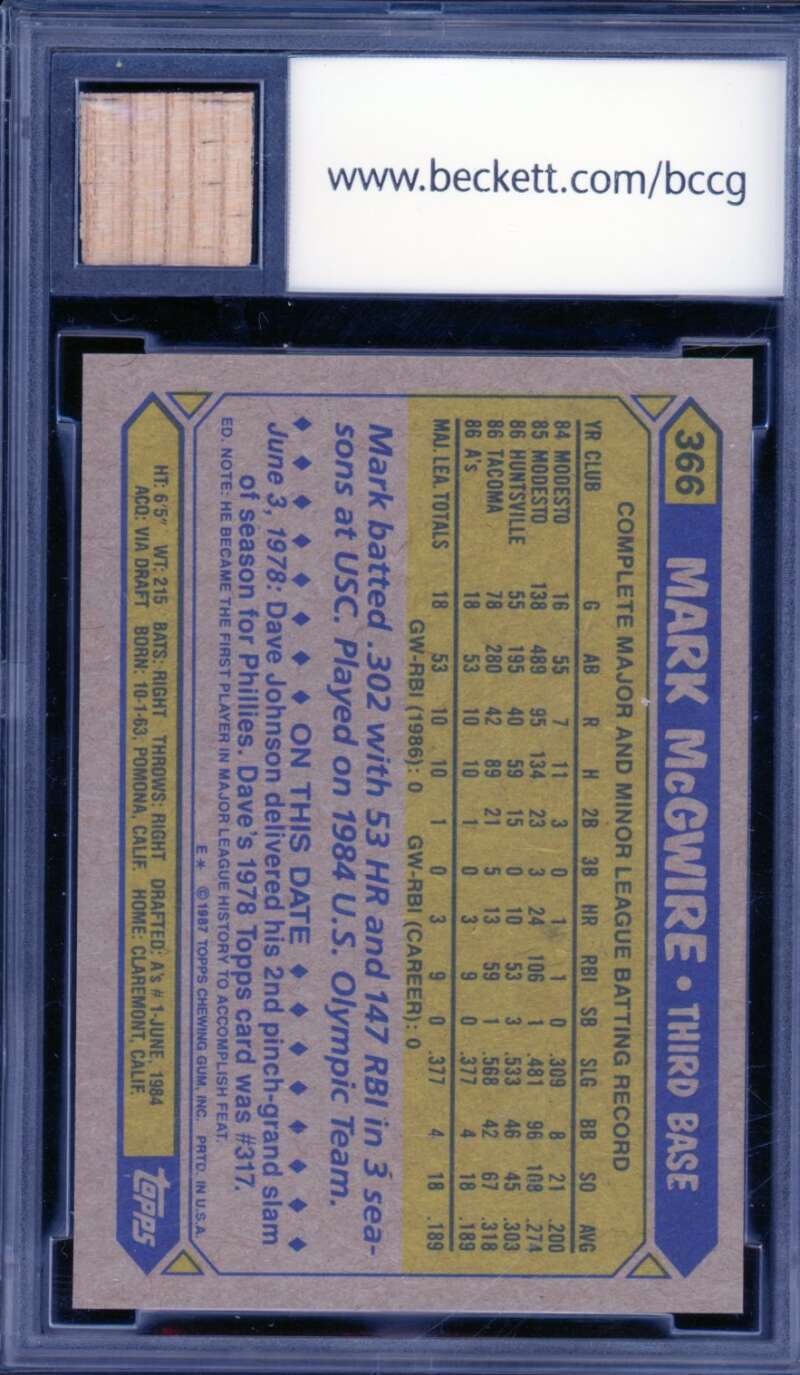 www.beckett.com/bccg
366 MARK McGWIRE • THIRD BASE
COMPLETE MAJOR AND MINOR LEAGUE BATTING RECORD
YR CLUB G AB R H 2B 3B HR RBI SB SLG BB SO AVG
84 MODESTO 16 55 7 11 3 0 1 1 0 .309 8 21 .200
85 MODESTO 138 489 95 134 23 3 24 106 1 .481 96 108 .274
86 HUNTSVILLE 55 195 40 59 15 0 10 53 3 .533 46 45 .303
86 TACOMA 78 280 42 89 21 5 13 59 1 .568 42 67 .318
86 A's 18 53 10 10 1 0 3 9 0 .377 4 18 .189
MAJ. LEA. TOTALS 18 53 10 10 1 0 3 9 0 .377 4 18 .189
GW-RBI (1986): 0 GW-RBI (CAREER): 0
Mark batted .302 with 53 HR and 147 RBI in 3 sea-
sons at USC. Played on 1984 U.S. Olympic Team.
ON THIS DATE
June 3, 1978: Dave Johnson delivered his 2nd pinch-grand slam
of season for Phillies. Dave's 1978 Topps card was #317.
ED. NOTE: HE BECAME THE FIRST PLAYER IN MAJOR LEAGUE HISTORY TO ACCOMPLISH FEAT.
E* ©1987 TOPPS CHEWING GUM, INC. PRTD. IN U.S.A.
HT: 6'5" WT: 215 BATS: RIGHT THROWS: RIGHT DRAFTED: A's #1-JUNE, 1984
ACQ: VIA DRAFT BORN: 10-1-63, POMONA, CALIF. HOME: CLAREMONT, CALIF.
topps